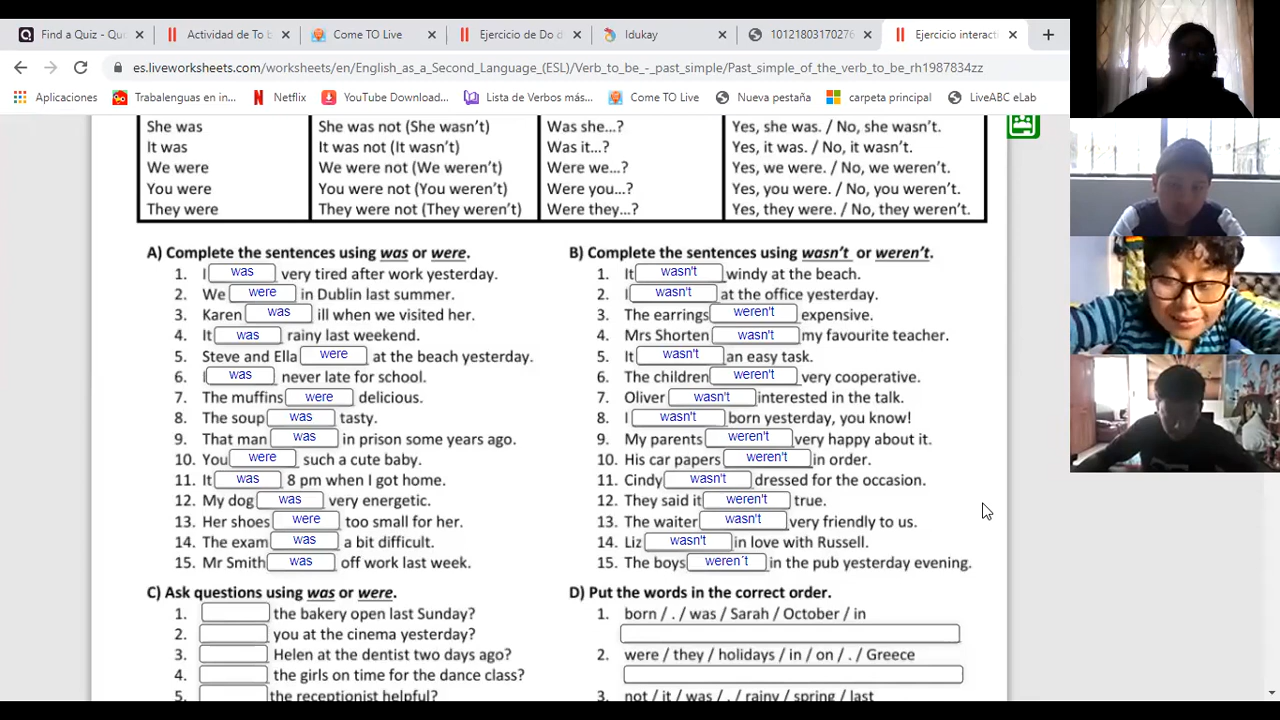 Find a Quiz - Qui
Actividad de To b
Come TO Live
Ejercicio de Do d
Idukay
10121803170276
Ejercicio interacti
es.liveworksheets.com/worksheets/en/English_as_a_Second_Language_(ESL)/Verb_to_be_-_past_simple/Past_simple_of_the_verb_to_be_rh1987834zz
Aplicaciones
Trabalenguas en in...
Netflix
YouTube Download...
Lista de Verbos más...
Come TO Live
Nueva pestaña
carpeta principal
LiveABC eLab
She was She was not (She wasn't) Was she...? Yes, she was. / No, she wasn't.
It was It was not (It wasn't) Was it...? Yes, it was. / No, it wasn't.
We were We were not (We weren't) Were we...? Yes, we were. / No, we weren't.
You were You were not (You weren't) Were you...? Yes, you were. / No, you weren't.
They were They were not (They weren't) Were they...? Yes, they were. / No, they weren't.
A) Complete the sentences using was or were.
1. I was very tired after work yesterday.
2. We were in Dublin last summer.
3. Karen was ill when we visited her.
4. It was rainy last weekend.
5. Steve and Ella were at the beach yesterday.
6. I was never late for school.
7. The muffins were delicious.
8. The soup was tasty.
9. That man was in prison some years ago.
10. You were such a cute baby.
11. It was 8 pm when I got home.
12. My dog was very energetic.
13. Her shoes were too small for her.
14. The exam was a bit difficult.
15. Mr Smith was off work last week.
B) Complete the sentences using wasn't or weren't.
1. It wasn't windy at the beach.
2. I wasn't at the office yesterday.
3. The earrings weren't expensive.
4. Mrs Shorten wasn't my favourite teacher.
5. It wasn't an easy task.
6. The children weren't very cooperative.
7. Oliver wasn't interested in the talk.
8. I wasn't born yesterday, you know!
9. My parents weren't very happy about it.
10. His car papers weren't in order.
11. Cindy wasn't dressed for the occasion.
12. They said it weren't true.
13. The waiter wasn't very friendly to us.
14. Liz wasn't in love with Russell.
15. The boys weren´t in the pub yesterday evening.
C) Ask questions using was or were.
1. the bakery open last Sunday?
2. you at the cinema yesterday?
3. Helen at the dentist two days ago?
4. the girls on time for the dance class?
5. the receptionist helpful?
D) Put the words in the correct order.
1. born / . / was / Sarah / October / in
2. were / they / holidays / in / on / . / Greece
3. not / it / was / . / rainy / spring / last